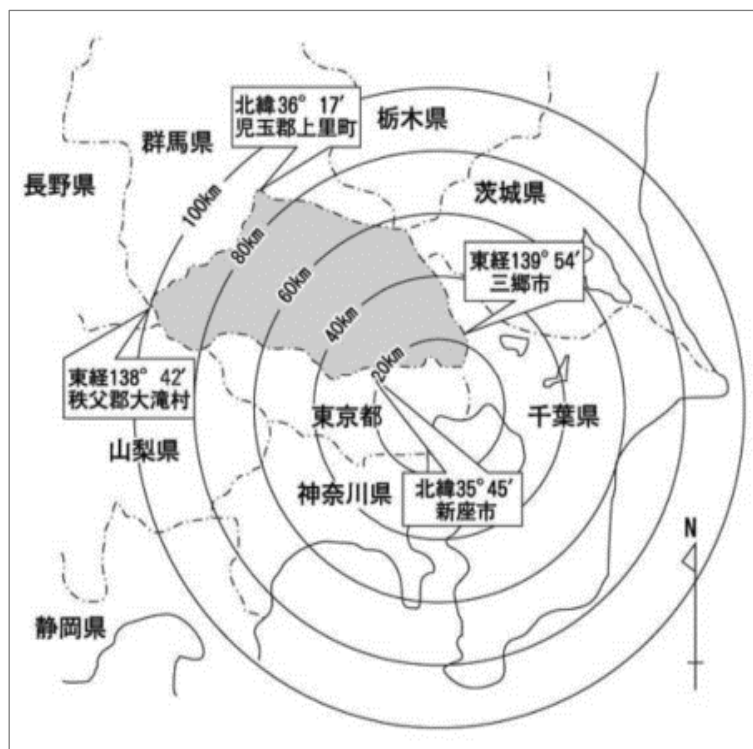 北緯36° 17′
児玉郡上里町
栃木県
群馬県
長野県
茨城県
100km
80km
60km
40km
20km
東経139° 54′
三郷市
東経138° 42′
秩父郡大滝村
東京都
千葉県
山梨県
神奈川県
北緯35° 45′
新座市
N
静岡県